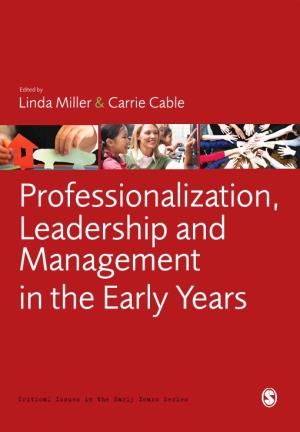 Edited by
Linda Miller & Carrie Cable
Professionalization,
Leadership and
Management
in the Early Years
Critical Issues in the Early Years Series